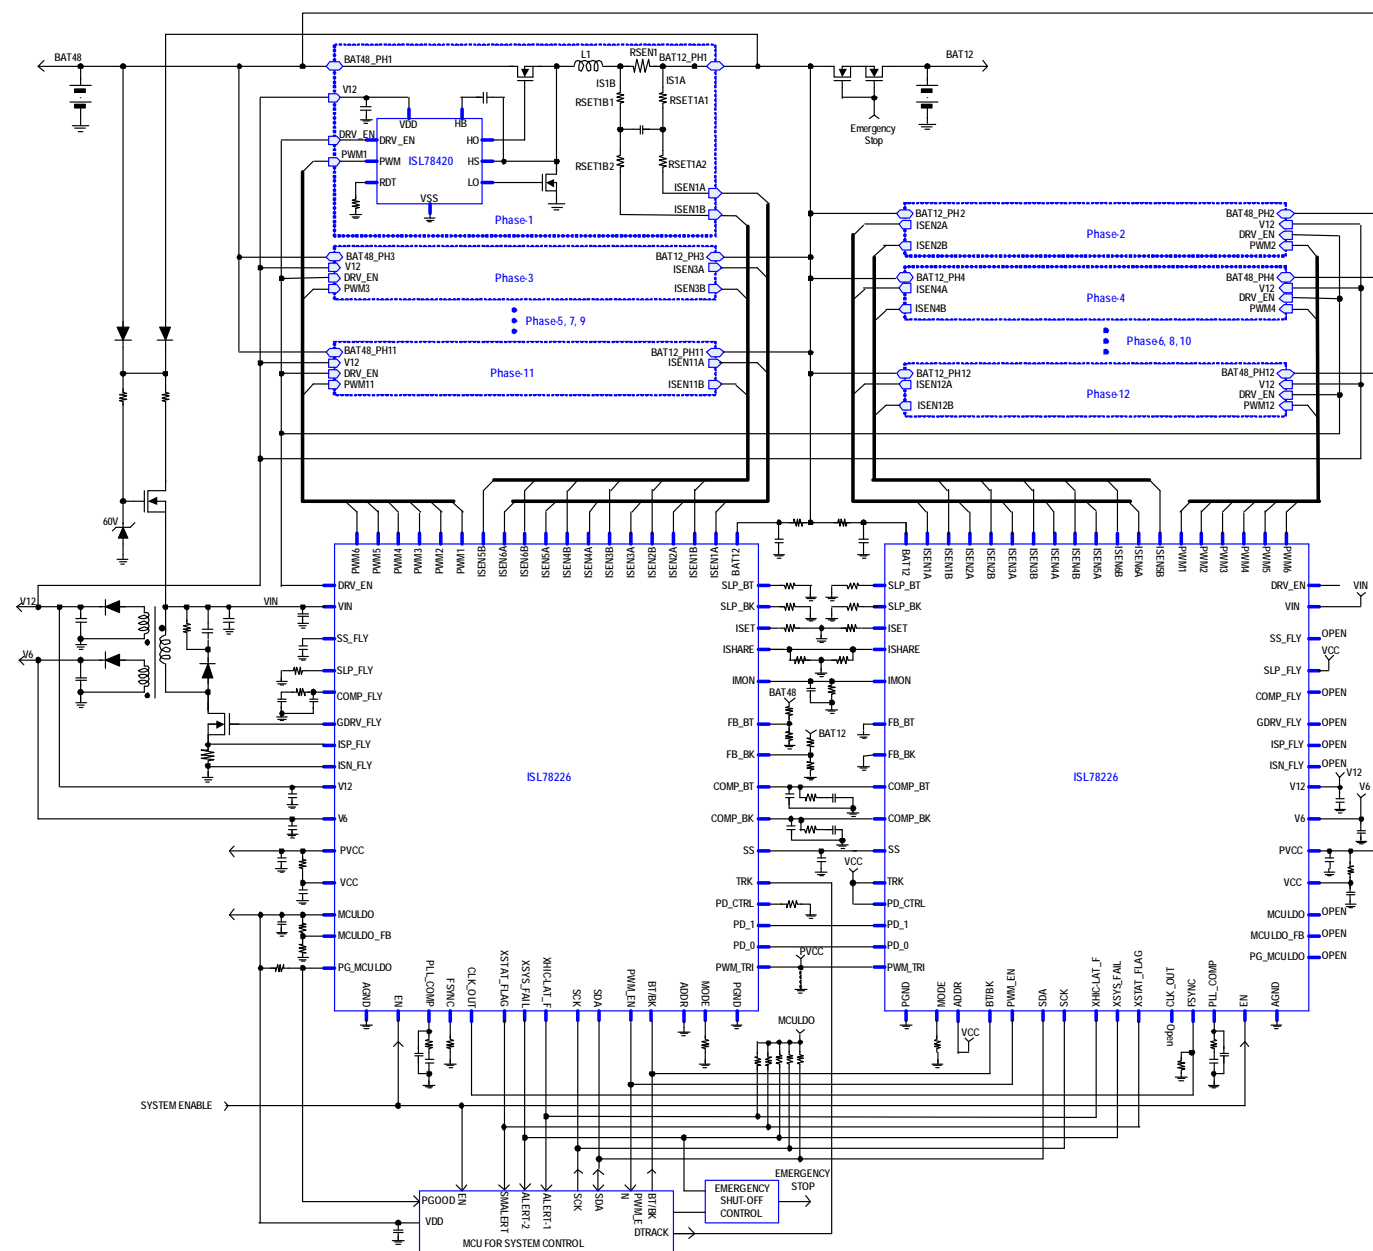 BAT48
BAT48_PH1
L1
RSEN1
BAT12_PH1
BAT12
V12
IS1B
IS1A
RSET1B1
RSET1A1
VDD
HB
Emergency
Stop
DRV_EN
DRV_EN
HO
PWM1
PWM
ISL78420
HS
RSET1B2
RSET1A2
RDT
LO
ISEN1A
VSS
ISEN1B
Phase-1
BAT12_PH2
BAT48_PH2
ISEN2A
V12
Phase-2
DRV_EN
ISEN2B
PWM2
BAT48_PH3
BAT12_PH3
V12
ISEN3A
DRV_EN
Phase-3
PWM3
ISEN3B
BAT12_PH4
BAT48_PH4
ISEN4A
V12
Phase-4
DRV_EN
ISEN4B
PWM4
Phase-5, 7, 9
Phase6, 8, 10
BAT48_PH11
BAT12_PH11
V12
ISEN11A
DRV_EN
Phase-11
PWM11
ISEN11B
BAT12_PH12
BAT48_PH12
ISEN12A
V12
Phase-12
DRV_EN
ISEN12B
PWM12
60V
PWM6
PWM5
PWM4
PWM3
PWM2
PWM1
ISEN5B
ISEN6A
ISEN6B
ISEN5A
ISEN4B
ISEN4A
ISEN3B
ISEN3A
ISEN2B
ISEN2A
ISEN1B
ISEN1A
BAT12
BAT12
ISEN1A
ISEN1B
ISEN2A
ISEN2B
ISEN3A
ISEN3B
ISEN4A
ISEN4B
ISEN5A
ISEN6B
ISEN6A
ISEN5B
PWM1
PWM2
PWM3
PWM4
PWM5
PWM6
V12
V6
VIN
DRV_EN
VIN
SS_FLY
SLP_FLY
COMP_FLY
GDRV_FLY
ISP_FLY
ISN_FLY
V12
V6
PVCC
VCC
MCULDO
MCULDO_FB
PG_MCULDO
ISL78226
SLP_BT
SLP_BK
ISET
ISHARE
IMON
FB_BT
FB_BK
COMP_BT
COMP_BK
SS
TRK
PD_CTRL
PD_1
PD_0
PWM_TRI
BAT48
BAT12
VCC
PVCC
SLP_BT
SLP_BK
ISET
ISHARE
IMON
FB_BT
FB_BK
COMP_BT
COMP_BK
SS
TRK
PD_CTRL
PD_1
PD_0
PWM_TRI
ISL78226
DRV_EN
VIN
VIN
SS_FLY
OPEN
SLP_FLY
VCC
COMP_FLY
OPEN
GDRV_FLY
OPEN
ISP_FLY
OPEN
ISN_FLY
OPEN
V12
V12
V6
V6
PVCC
VCC
MCULDO
OPEN
MCULDO_FB
OPEN
PG_MCULDO
OPEN
AGND
EN
PLL_COMP
FSYNC
CLK_OUT
XSTAT_FLAG
XSYS_FAIL
XHIC-LAT_F
SCK
SDA
PWM_EN
BT/BK
ADDR
MODE
PGND
PGND
MODE
ADDR
BT/BK
PWM_EN
SDA
SCK
XHIC-LAT_F
XSYS_FAIL
XSTAT_FLAG
CLK_OUT
FSYNC
PLL_COMP
EN
AGND
MCULDO
VCC
Open
SYSTEM ENABLE
PGOOD
EN
SMALERT
ALERT-2
ALERT-1
SCK
SDA
PWM_E
N
BT/BK
VDD
DTRACK
MCU FOR SYSTEM CONTROL
EMERGENCY
SHUT-OFF
CONTROL
EMERGENCY
STOP